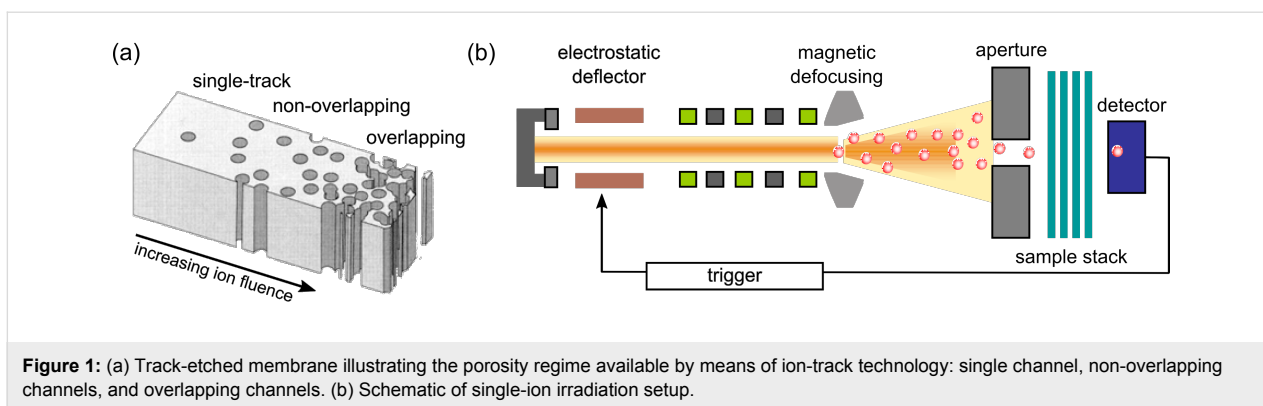 (a)
single-track
non-overlapping
overlapping
increasing ion fluence
(b)
electrostatic
deflector
magnetic
defocusing
aperture
detector
sample stack
trigger
Figure 1: (a) Track-etched membrane illustrating the porosity regime available by means of ion-track technology: single channel, non-overlapping
channels, and overlapping channels. (b) Schematic of single-ion irradiation setup.